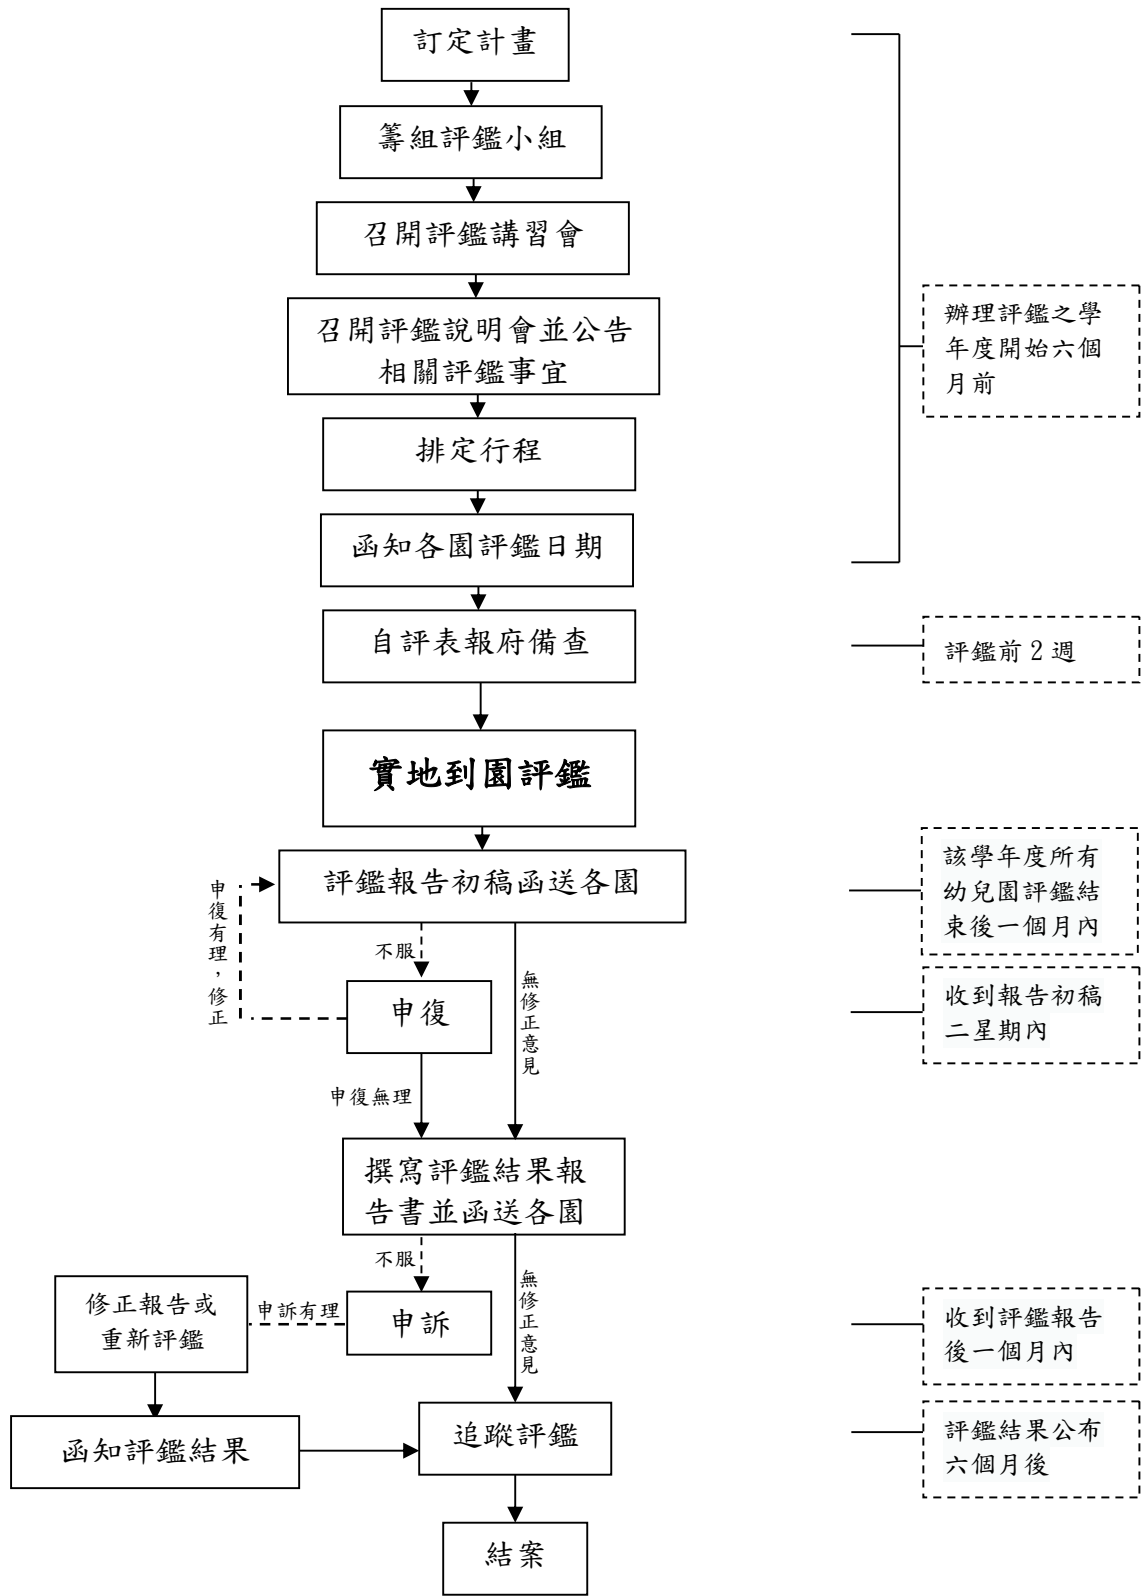 訂定計畫
籌組評鑑小組
召開評鑑講習會
召開評鑑說明會並公告
相關評鑑事宜
辦理評鑑之學
年度開始六個
月前
排定行程
函知各園評鑑日期
自評表報府備查
評鑑前2週
實地到園評鑑
評鑑報告初稿函送各園
該學年度所有
幼兒園評鑑結
束後一個月內
申復有理，修正
不服
無修正意見
申復
收到報告初稿
二星期內
申復無理
撰寫評鑑結果報
告書並函送各園
不服
無修正意見
修正報告或
重新評鑑
申訴有理
申訴
收到評鑑報告
後一個月內
函知評鑑結果
追蹤評鑑
評鑑結果公布
六個月後
結案